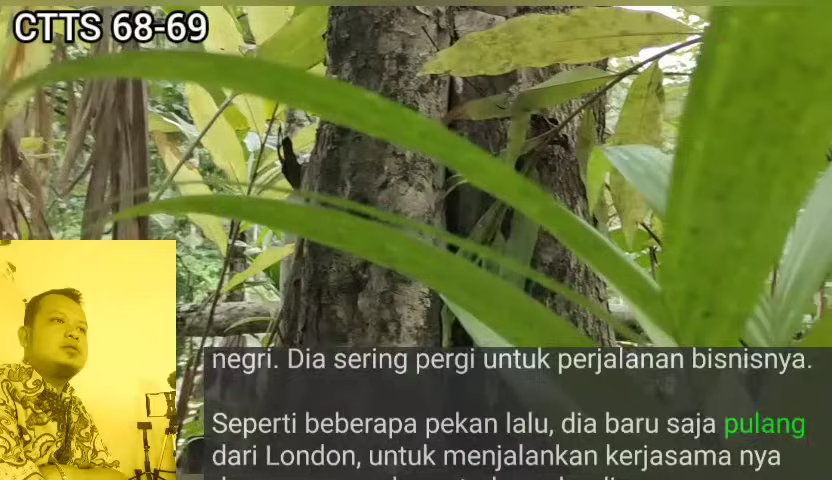 CTTS 68-69
negri. Dia sering pergi untuk perjalanan bisnisnya.
Seperti beberapa pekan lalu, dia baru saja pulang
dari London, untuk menjalankan kerjasama nya